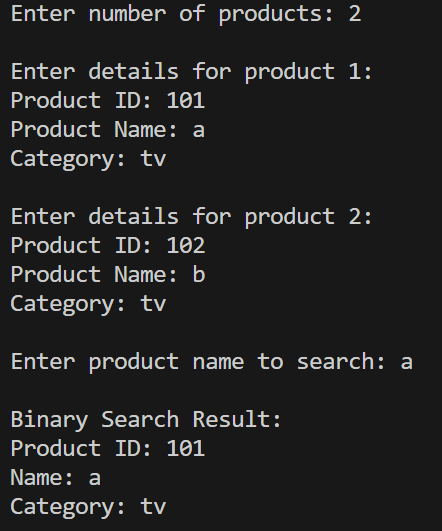 Enter number of products: 2
Enter details for product 1:
Product ID: 101
Product Name: a
Category: tv
Enter details for product 2:
Product ID: 102
Product Name: b
Category: tv
Enter product name to search: a
Binary Search Result:
Product ID: 101
Name: a
Category: tv